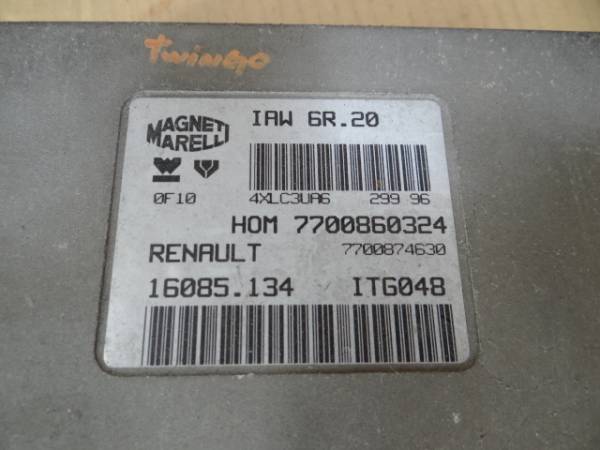 Twingo
MAGNETI MARELLI
IAW 6R.20
0F10 4XLC3UA6 299 96
HOM 7700860324
RENAULT 7700874630
16085.134 ITG048